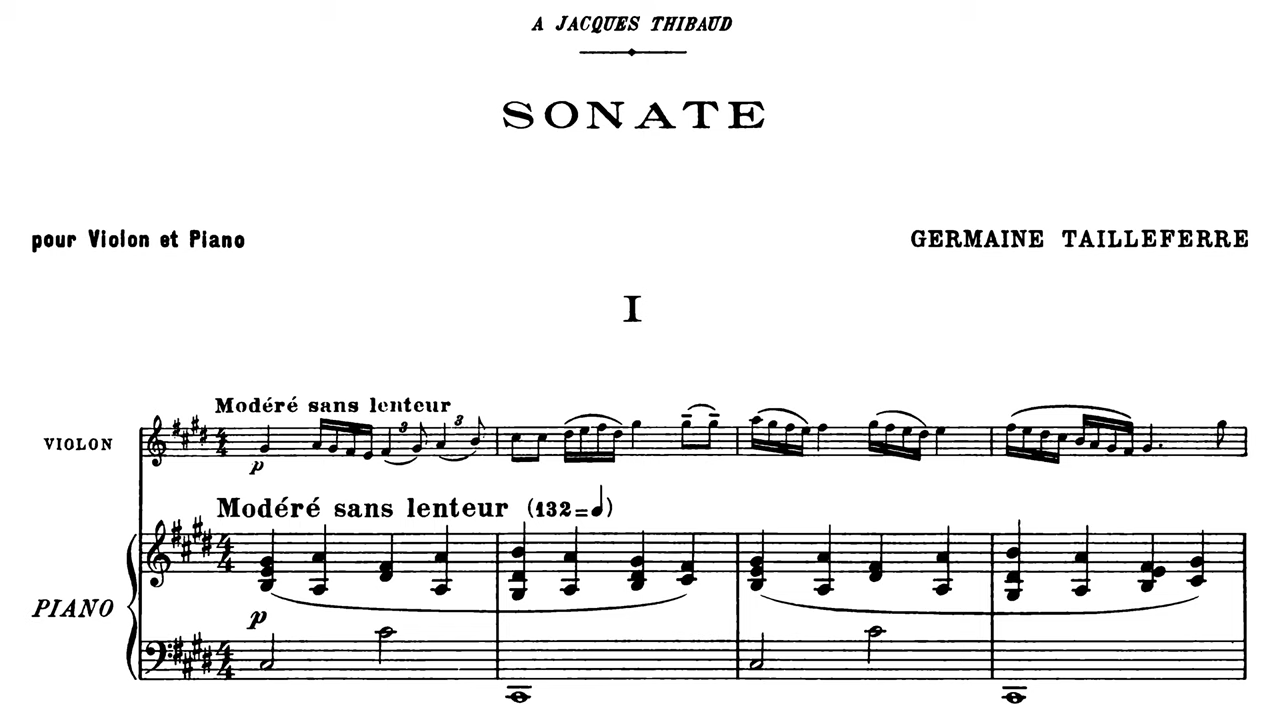 A JACQUES THIBAUD
SONATE
pour Violon et Piano GERMAINE TAILLEFERRE
I
Modéré sans lenteur
VIOLON
3 3
p
Modéré sans lenteur (132=♩)
PIANO
p